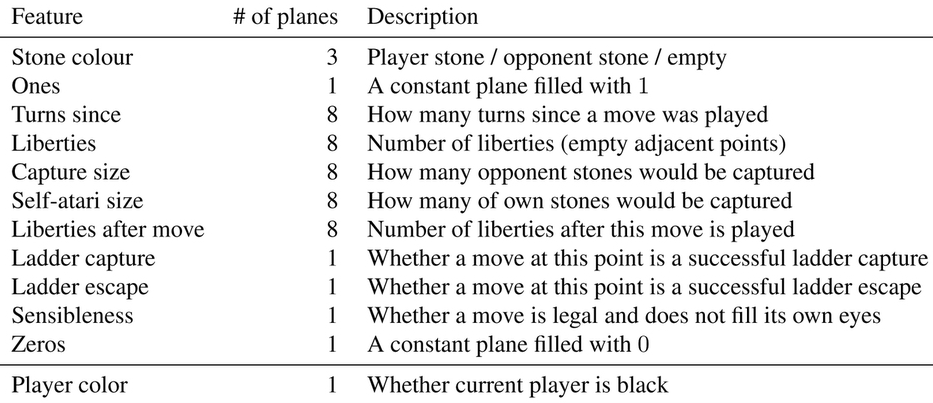 Feature # of planes Description
Stone colour 3 Player stone / opponent stone / empty
Ones 1 A constant plane filled with 1
Turns since 8 How many turns since a move was played
Liberties 8 Number of liberties (empty adjacent points)
Capture size 8 How many opponent stones would be captured
Self-atari size 8 How many of own stones would be captured
Liberties after move 8 Number of liberties after this move is played
Ladder capture 1 Whether a move at this point is a successful ladder capture
Ladder escape 1 Whether a move at this point is a successful ladder escape
Sensibleness 1 Whether a move is legal and does not fill its own eyes
Zeros 1 A constant plane filled with 0
Player color 1 Whether current player is black